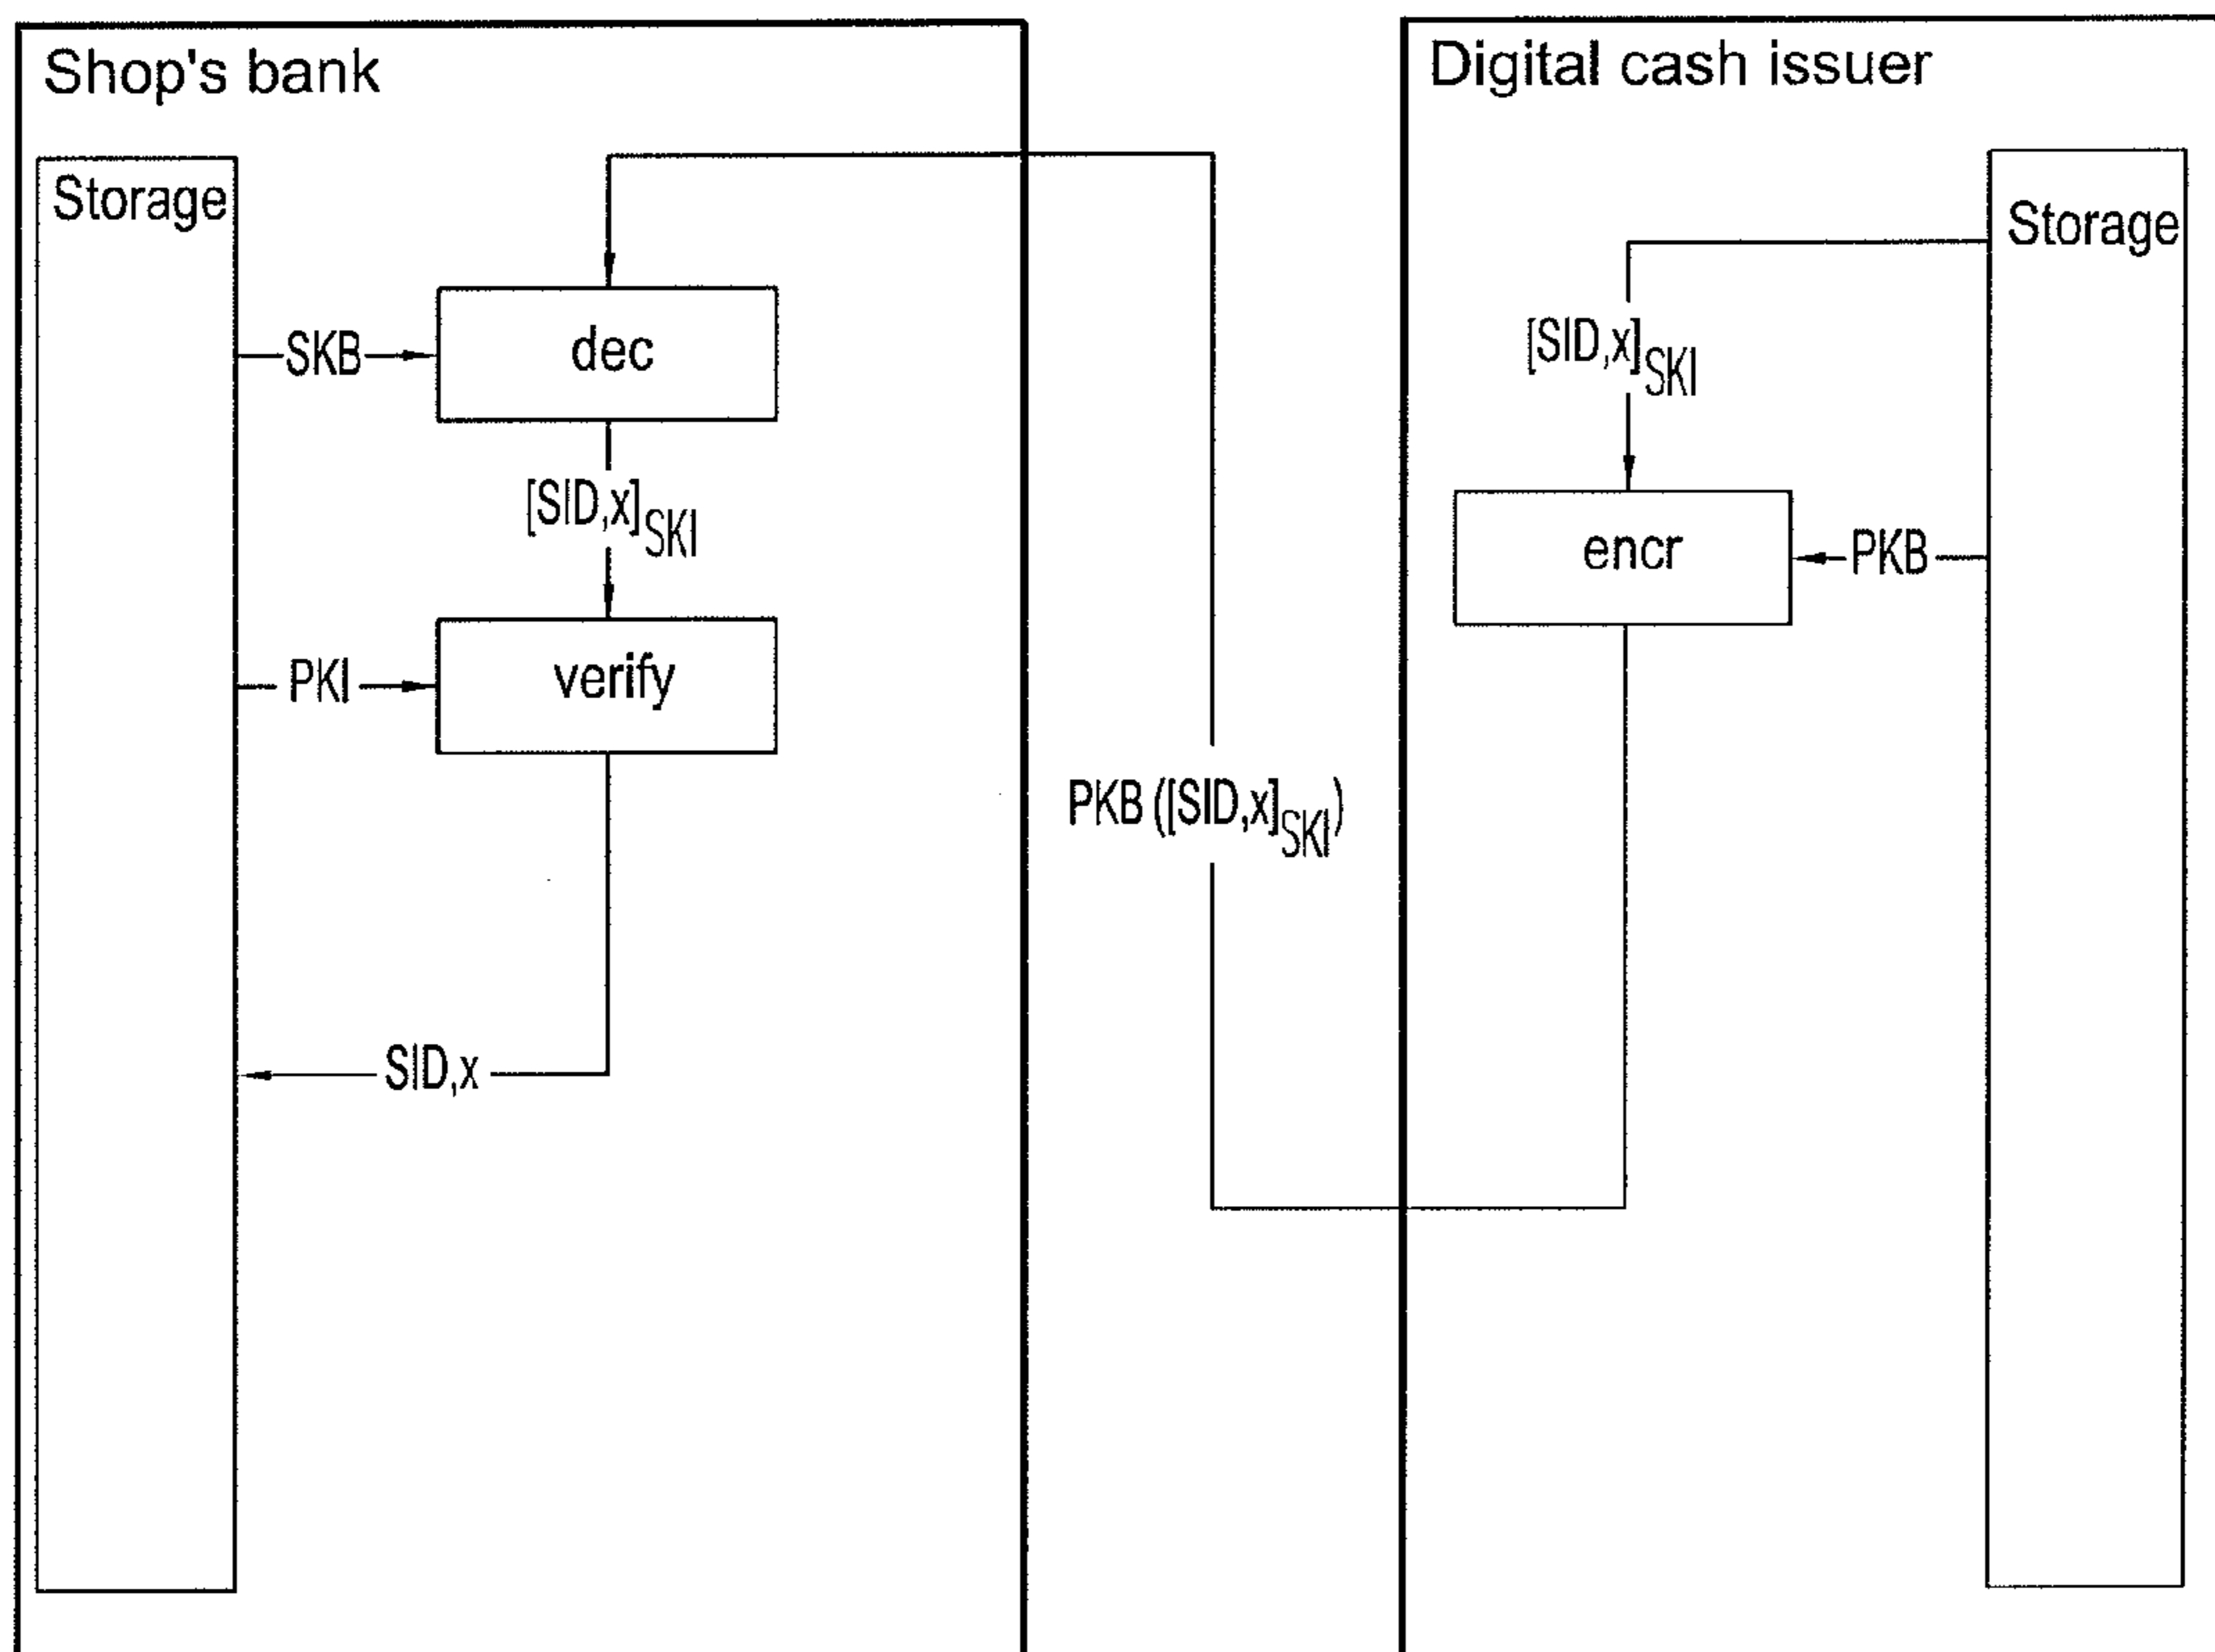 Shop's bank
Storage
SKB
dec
[SID,x]SKI
PKI
verify
SID,x
PKB ([SID,x]SKI)
Digital cash issuer
Storage
[SID,x]SKI
encr
PKB